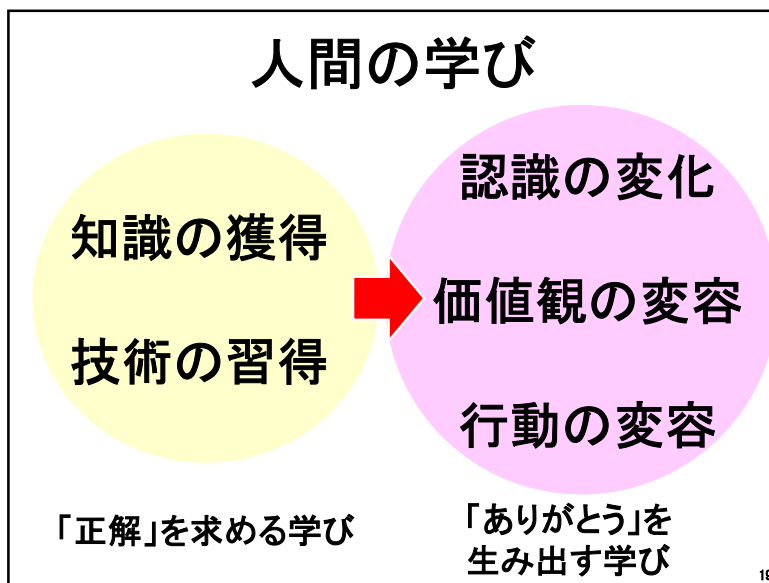 人間の学び
知識の獲得
技術の習得
「正解」を求める学び
認識の変化
価値観の変容
行動の変容
「ありがとう」を
生み出す学び